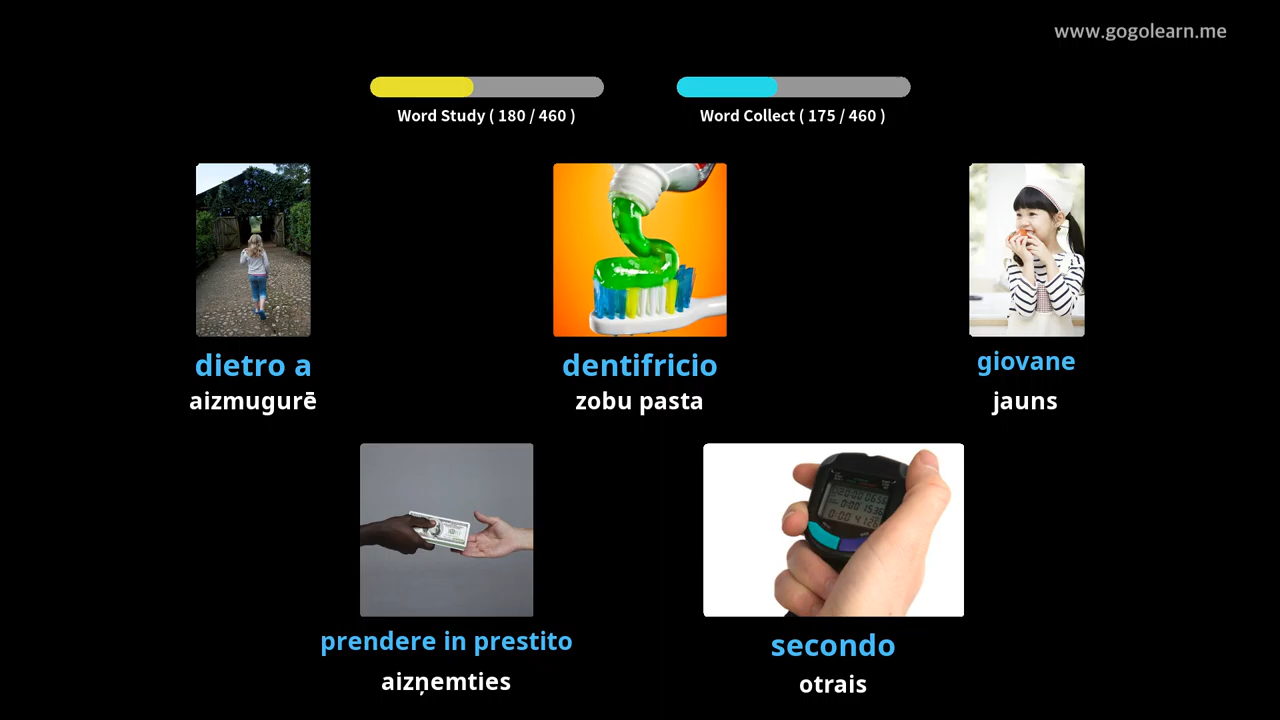 www.gogolearn.me
Word Study ( 180 / 460 )
Word Collect ( 175 / 460 )
dietro a
aizmugurē
dentifricio
zobu pasta
giovane
jauns
prendere in prestito
aizņemties
secondo
otrais